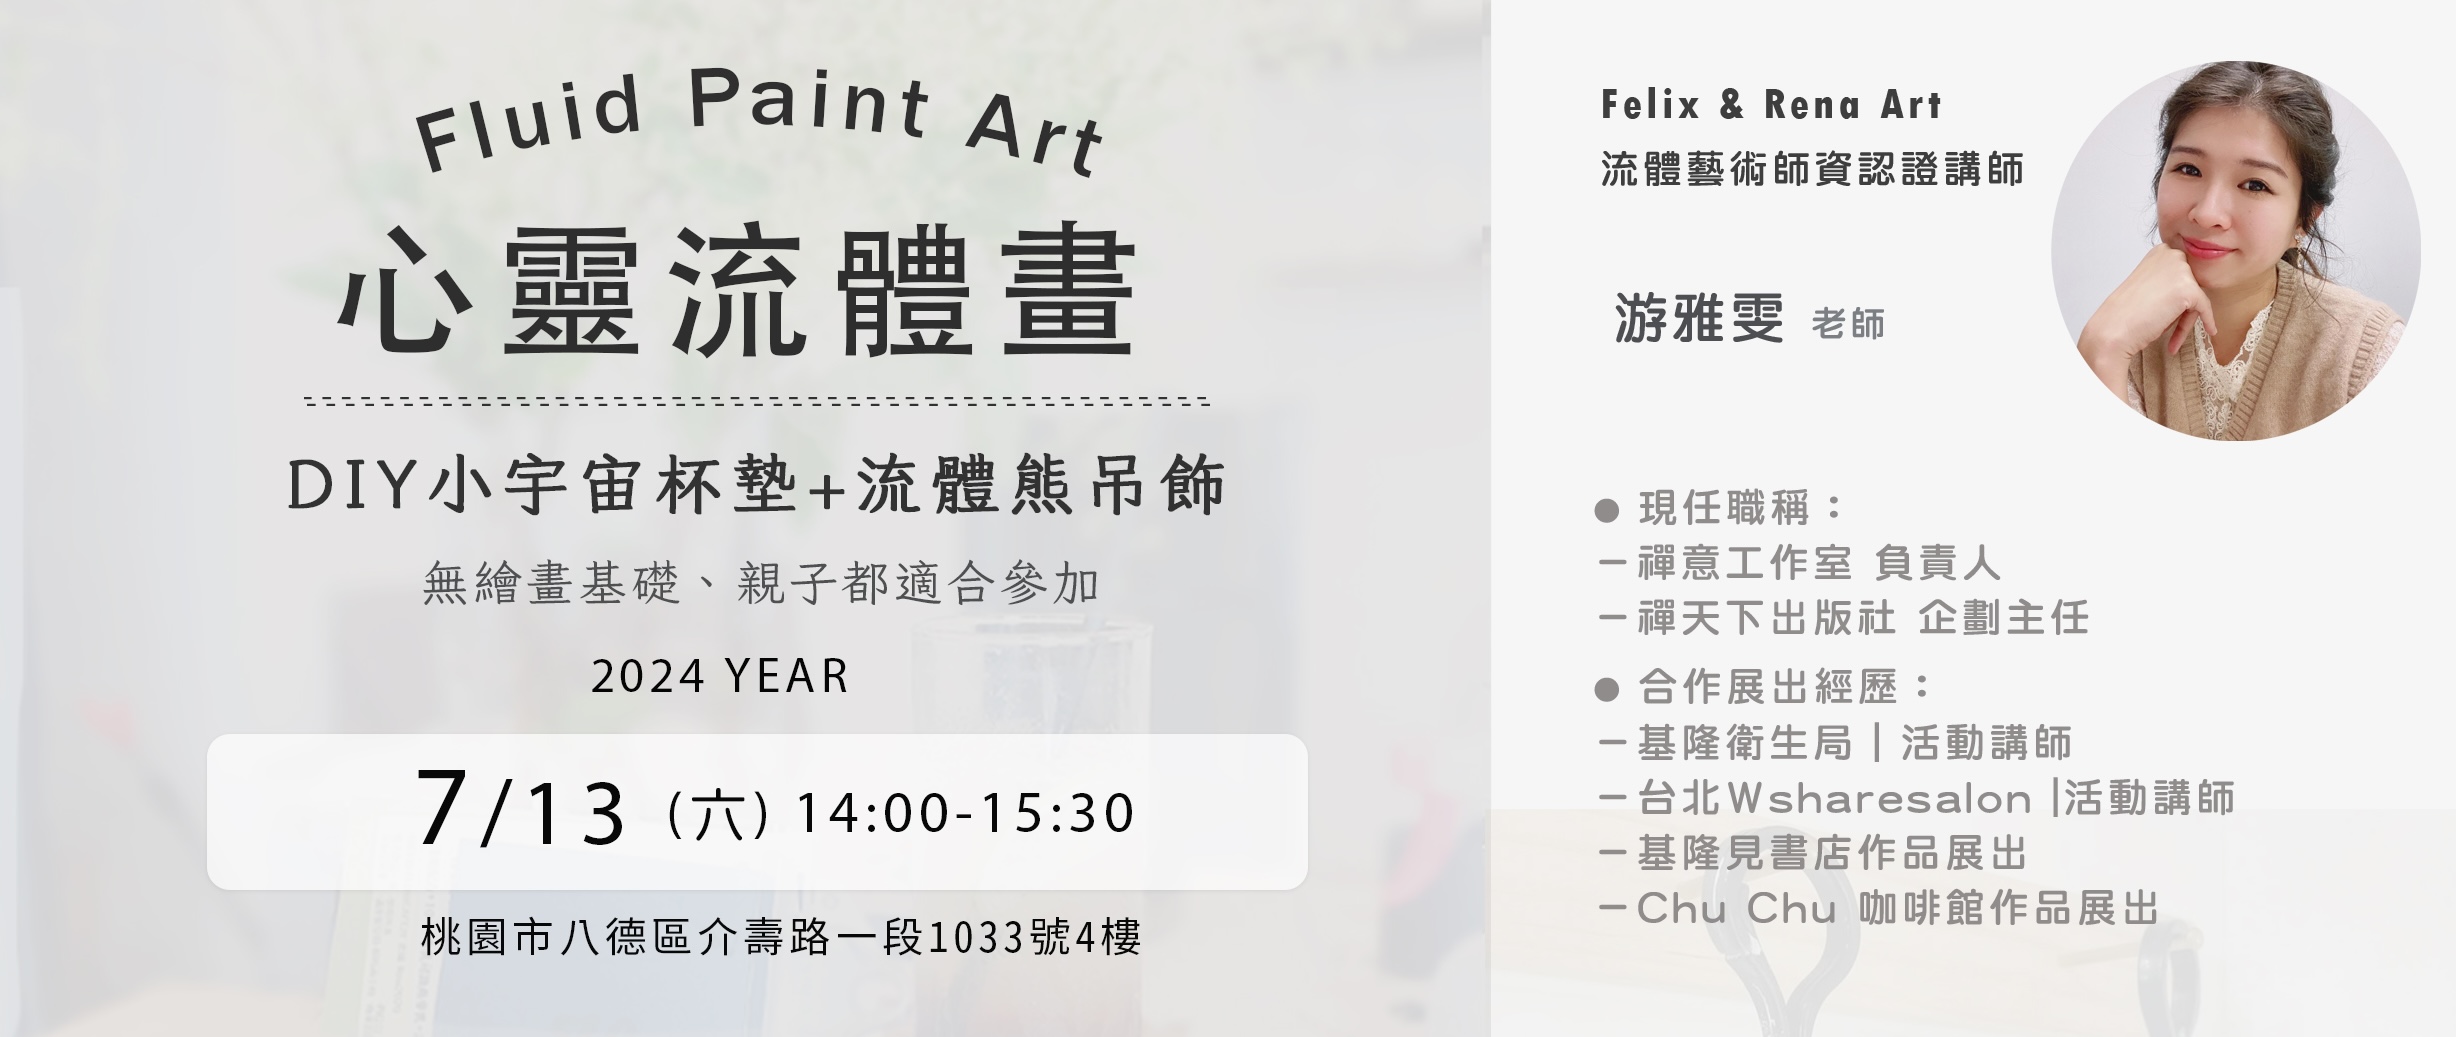 Fluid Paint Art
心靈流體畫
DIY小宇宙杯墊+流體熊吊飾
無繪畫基礎、親子都適合參加
2024 YEAR
7/13 (六) 14:00-15:30
桃園市八德區介壽路一段1033號4樓
Felix & Rena Art
流體藝術師資認證講師
游雅雯 老師
● 現任職稱：
－禪意工作室 負責人
－禪天下出版社 企劃主任
● 合作展出經歷：
－基隆衛生局｜活動講師
－台北Wsharesalon |活動講師
－基隆見書店作品展出
－Chu Chu 咖啡館作品展出